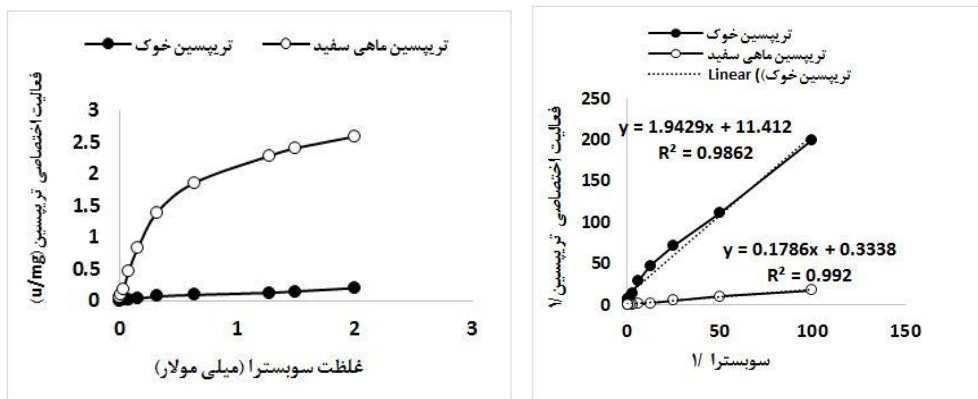 تریپسین خوک
تریپسین ماهی سفید
فعالیت اختصاصی تریپسین (u/mg)
3
2.5
2
1.5
1
0.5
0
0 1 2 3
غلظت سوبسترا (میلی مولار)
تریپسین خوک
تریپسین ماهی سفید
Linear (تریپسین خوک)
فعالیت اختصاصی تریپسین /۱
250
200
150
100
50
0
y = 1.9429x + 11.412
R² = 0.9862
y = 0.1786x + 0.3338
R² = 0.992
0 50 100 150
سوبسترا /۱